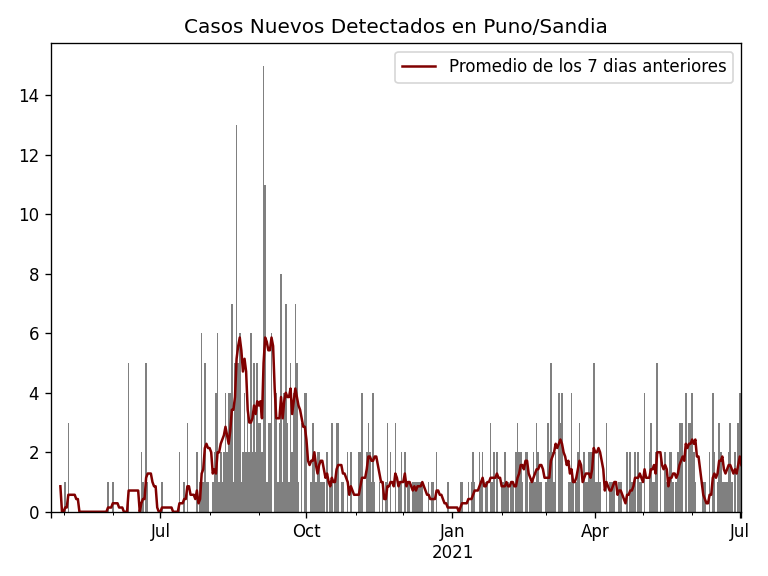 Casos Nuevos Detectados en Puno/Sandia
Promedio de los 7 dias anteriores
14
12
10
8
6
4
2
0
Jul
Oct
Jan
2021
Apr
Jul